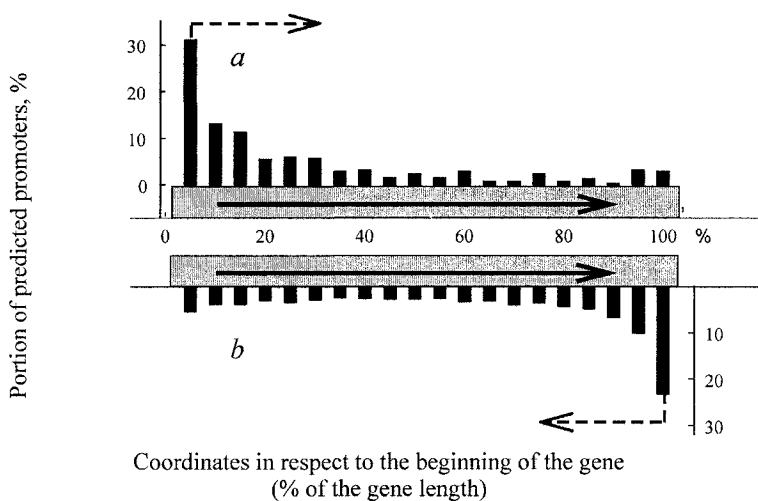 Portion of predicted promoters, %
30
20
10
0
a
0 20 40 60 80 100 %
b
10
20
30
Coordinates in respect to the beginning of the gene
(% of the gene length)